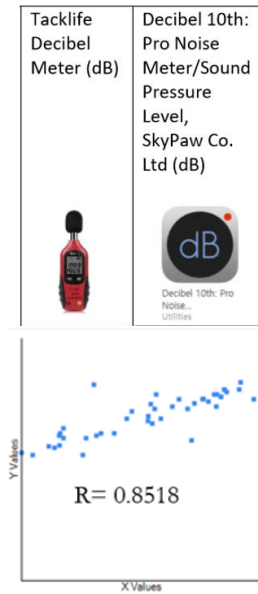 Tacklife
Decibel
Meter (dB)
Decibel 10th:
Pro Noise
Meter/Sound
Pressure
Level,
SkyPaw Co.
Ltd (dB)
dB
Decibel 10th: Pro
Noise...
Utilities
Y Values
R= 0.8518
X Values